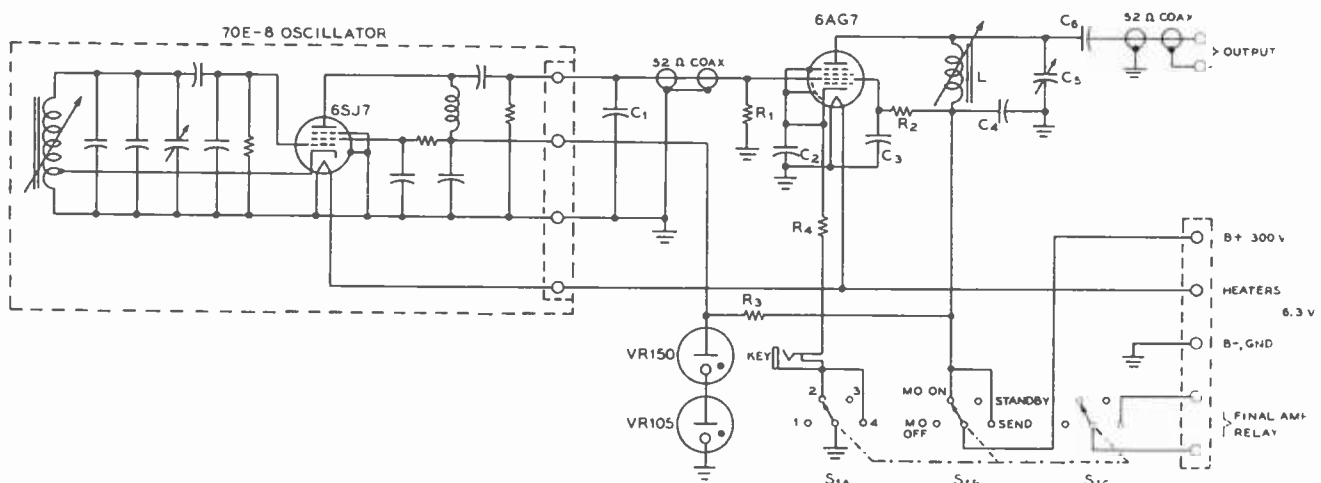 70E-8 OSCILLATOR
6AG7
C6
52 Ω COAX
OUTPUT
6SJ7
52 Ω COAX
C1
R1
C2
C3
R2
L
C4
C5
R4
B+ 300 V
HEATERS
6.3 V
R3
B-, GND
VR150
KEY
VR105
1
2
3
4
MO ON
STANDBY
MO OFF
SEND
FINAL AMP
RELAY
S1A